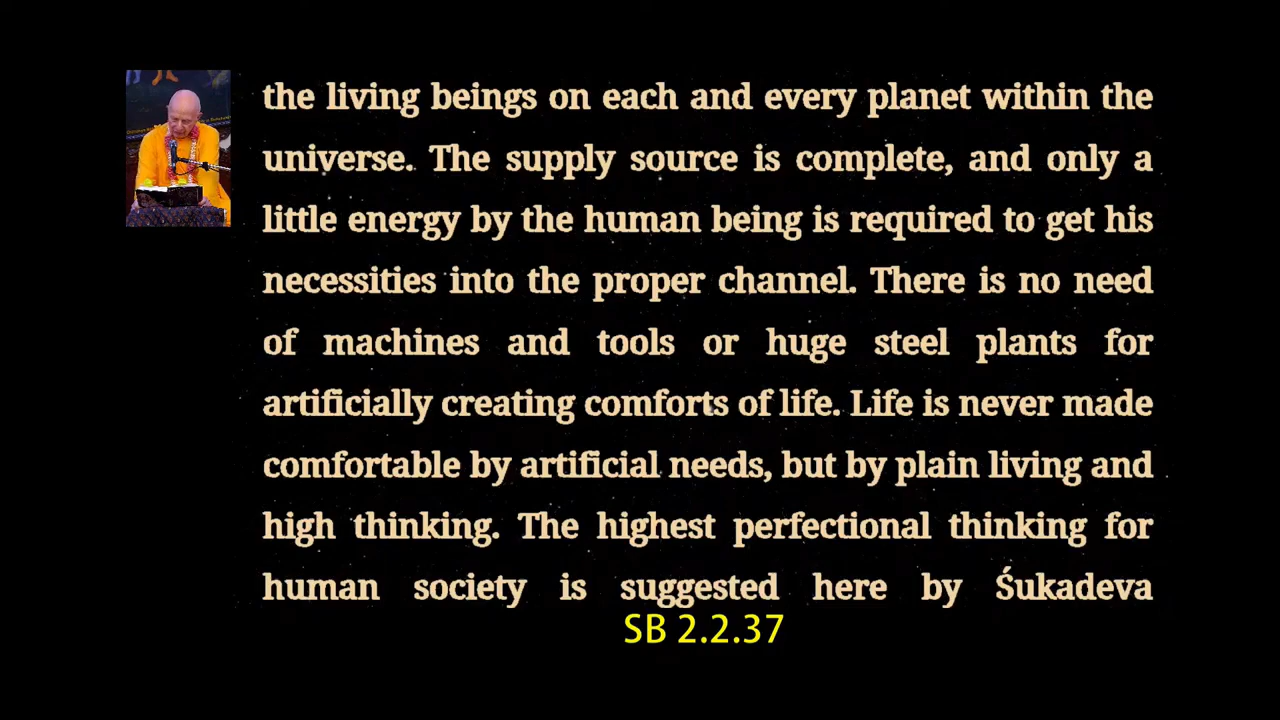 the living beings on each and every planet within the
universe. The supply source is complete, and only a
little energy by the human being is required to get his
necessities into the proper channel. There is no need
of machines and tools or huge steel plants for
artificially creating comforts of life. Life is never made
comfortable by artificial needs, but by plain living and
high thinking. The highest perfectional thinking for
human society is suggested here by Śukadeva
SB 2.2.37